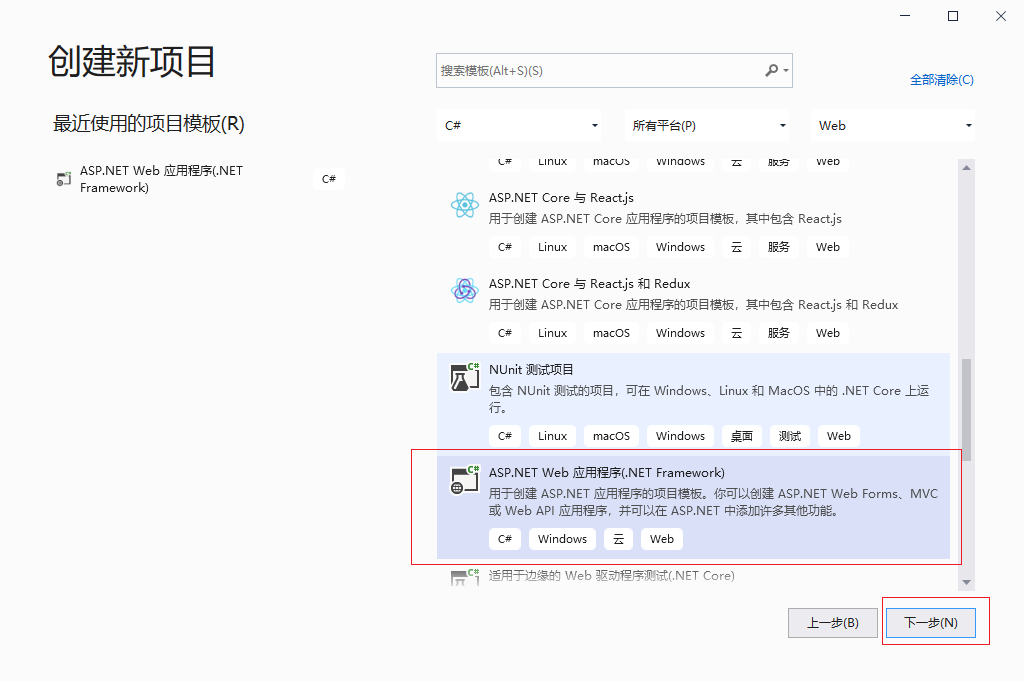 创建新项目
搜索模板(Alt+S)(S)
全部清除(C)
最近使用的项目模板(R)
C#
所有平台(P)
Web
ASP.NET Web 应用程序(.NET
Framework)
C#
C# Linux macOS Windows 云 服务 Web
ASP.NET Core 与 React.js
用于创建 ASP.NET Core 应用程序的项目模板，其中包含 React.js
C# Linux macOS Windows 云 服务 Web
ASP.NET Core 与 React.js 和 Redux
用于创建 ASP.NET Core 应用程序的项目模板，其中包含 React.js 和 Redux
C# Linux macOS Windows 云 服务 Web
NUnit 测试项目
包含 NUnit 测试的项目，可在 Windows、Linux 和 MacOS 中的 .NET Core 上运
行。
C# Linux macOS Windows 桌面 测试 Web
ASP.NET Web 应用程序(.NET Framework)
用于创建 ASP.NET 应用程序的项目模板。你可以创建 ASP.NET Web Forms、MVC
或 Web API 应用程序，并可以在 ASP.NET 中添加许多其他功能。
C# Windows 云 Web
适用于边缘的 Web 驱动程序测试(.NET Core)
上一步(B)
下一步(N)